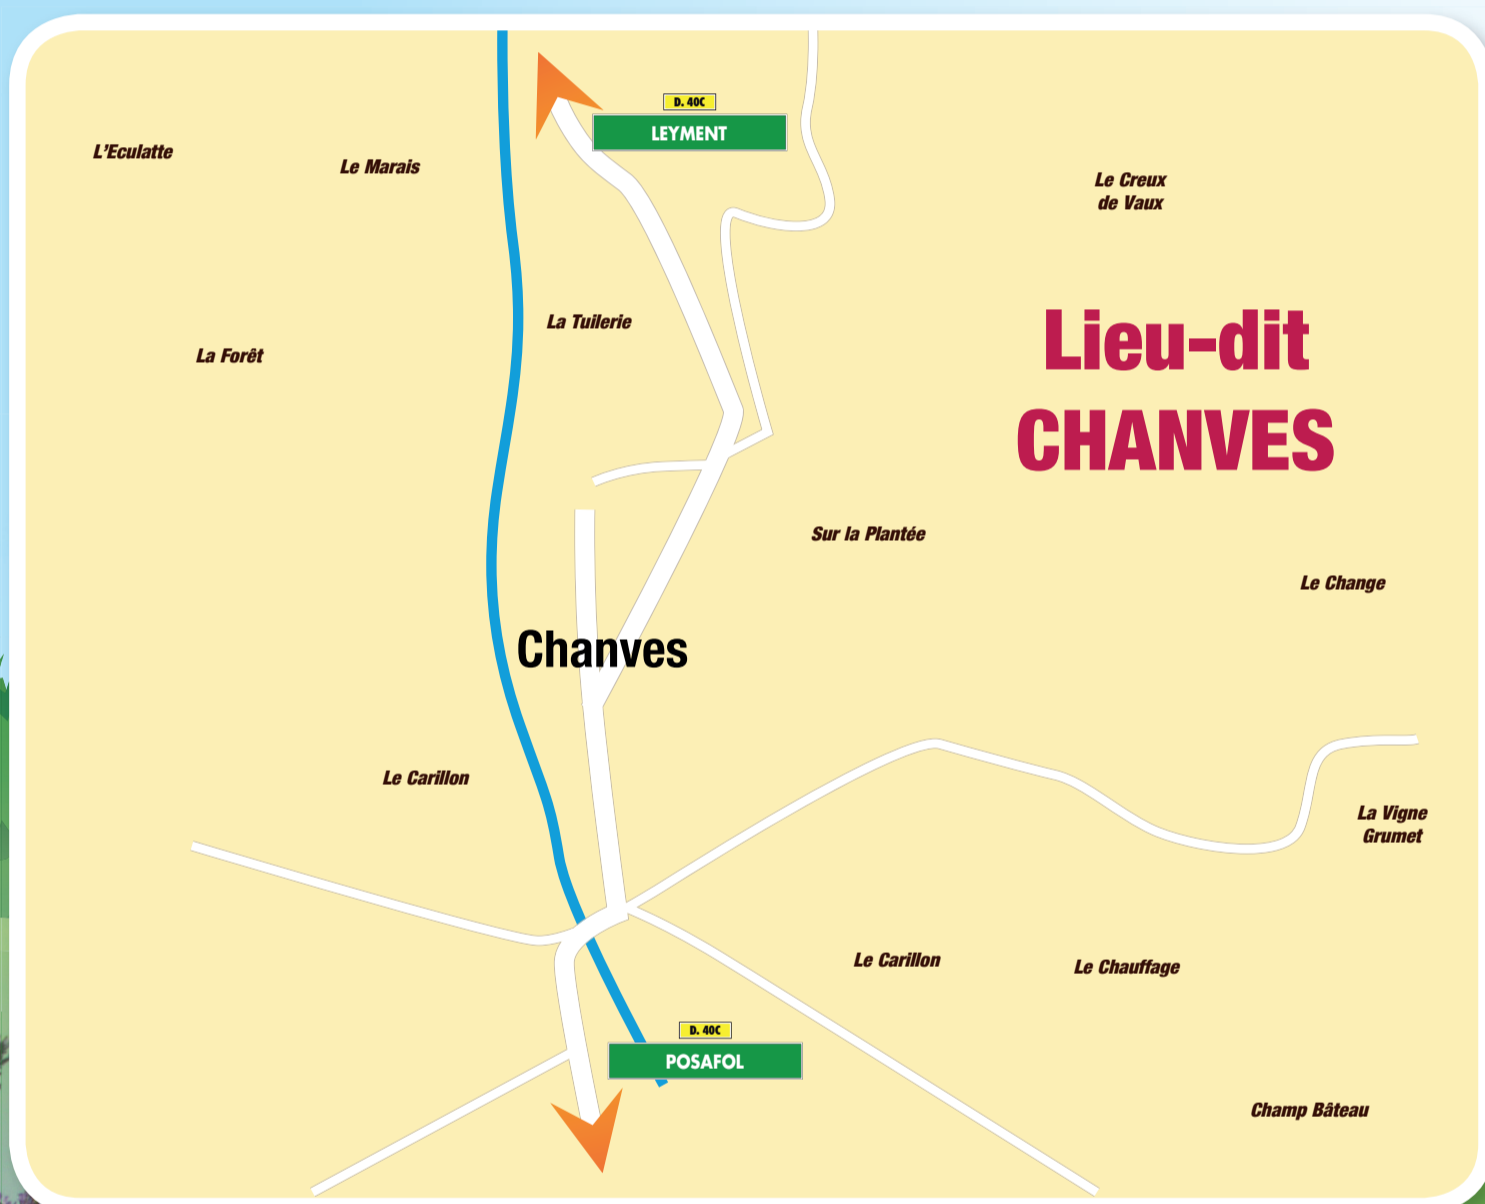 D. 40C
LEYMENT
L'Eculatte
Le Marais
Le Creux
de Vaux
La Tuilerie
La Forêt
Lieu-dit
CHANVES
Sur la Plantée
Le Change
Chanves
Le Carillon
La Vigne
Grumet
Le Carillon
Le Chauffage
D. 40C
POSAFOL
Champ Bâteau